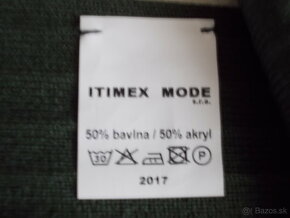 ITIMEX MODE
s.r.o.
50% bavlna / 50% akryl
30 P
2017
bazos.sk